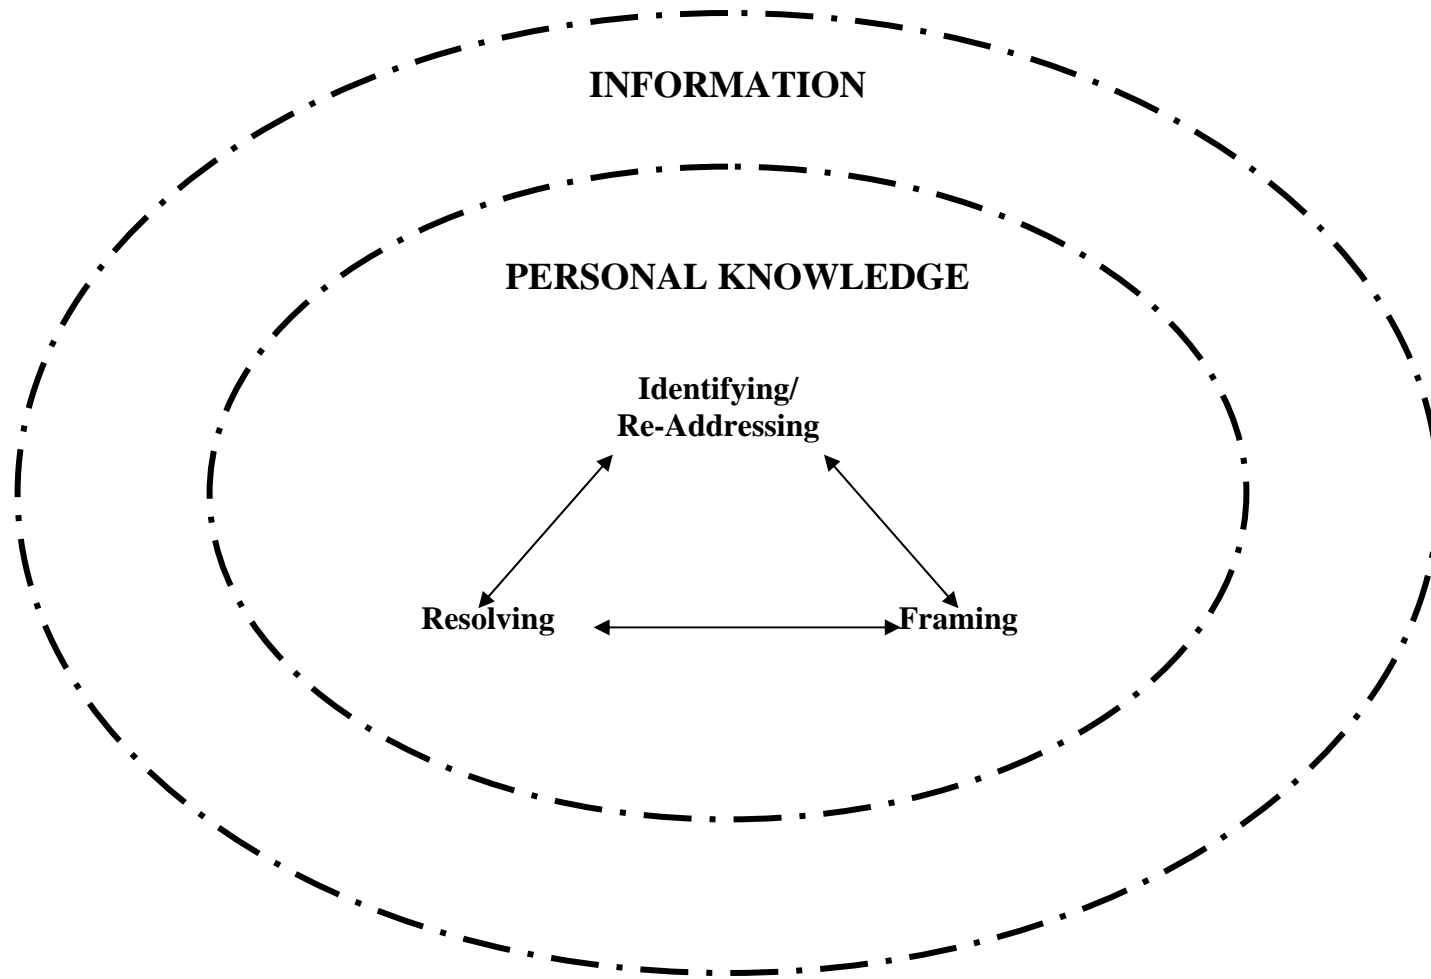 INFORMATION
PERSONAL KNOWLEDGE
Identifying/
Re-Addressing
Resolving
Framing